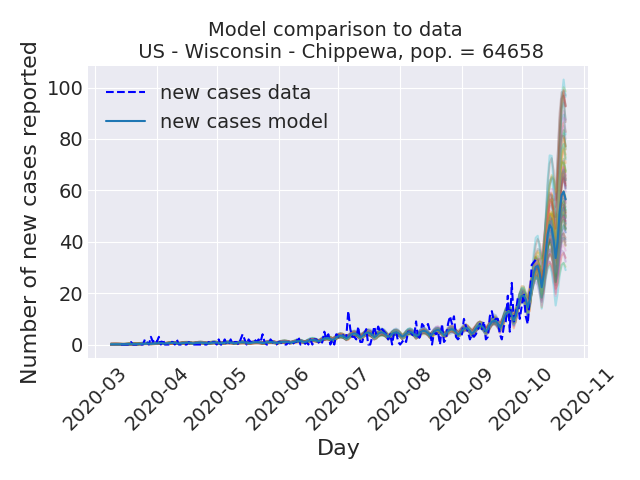 Model comparison to data
US - Wisconsin - Chippewa, pop. = 64658
Number of new cases reported
100
80
60
40
20
0
new cases data
new cases model
2020-03
2020-04
2020-05
2020-06
2020-07
2020-08
2020-09
2020-10
2020-11
Day